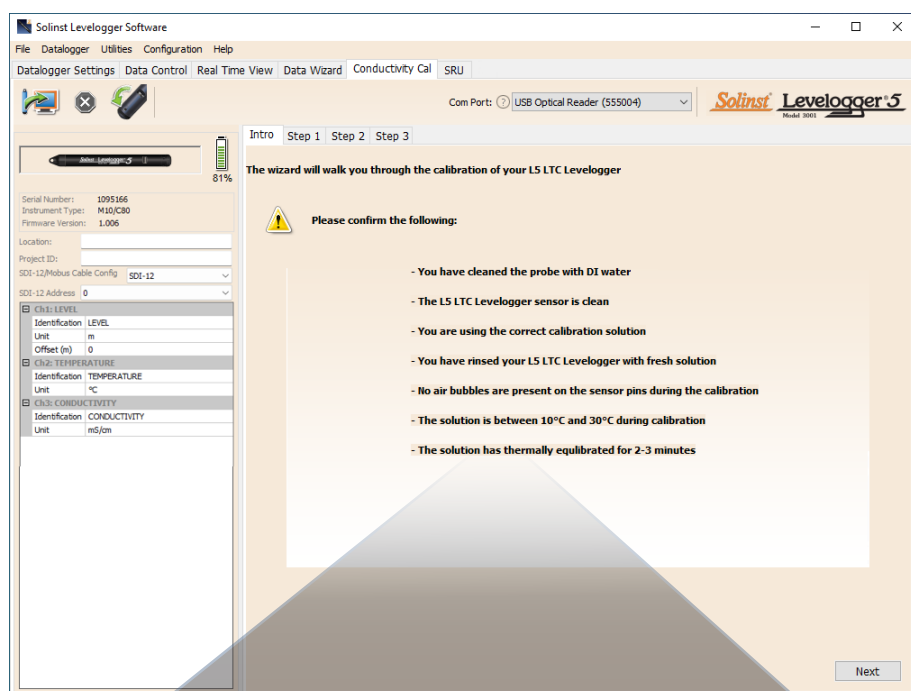 Solinst Levelogger Software
File Datalogger Utilities Configuration Help
Datalogger Settings Data Control Real Time View Data Wizard Conductivity Cal SRU
Com Port: ? USB Optical Reader (555004)
Solinst Levelogger 5
Model 3001
Intro Step 1 Step 2 Step 3
Solinst Levelogger 5
81%
The wizard will walk you through the calibration of your L5 LTC Levelogger
Serial Number: 1095166
Instrument Type: M10/C80
Firmware Version: 1.006
Please confirm the following:
Location:
Project ID:
SDI-12/Mobus Cable Config SDI-12
SDI-12 Address 0
Ch1: LEVEL
Identification LEVEL
Unit m
Offset (m) 0
Ch2: TEMPERATURE
Identification TEMPERATURE
Unit °C
Ch3: CONDUCTIVITY
Identification CONDUCTIVITY
Unit mS/cm
- You have cleaned the probe with DI water
- The L5 LTC Levelogger sensor is clean
- You are using the correct calibration solution
- You have rinsed your L5 LTC Levelogger with fresh solution
- No air bubbles are present on the sensor pins during the calibration
- The solution is between 10°C and 30°C during calibration
- The solution has thermally equlibrated for 2-3 minutes
Next